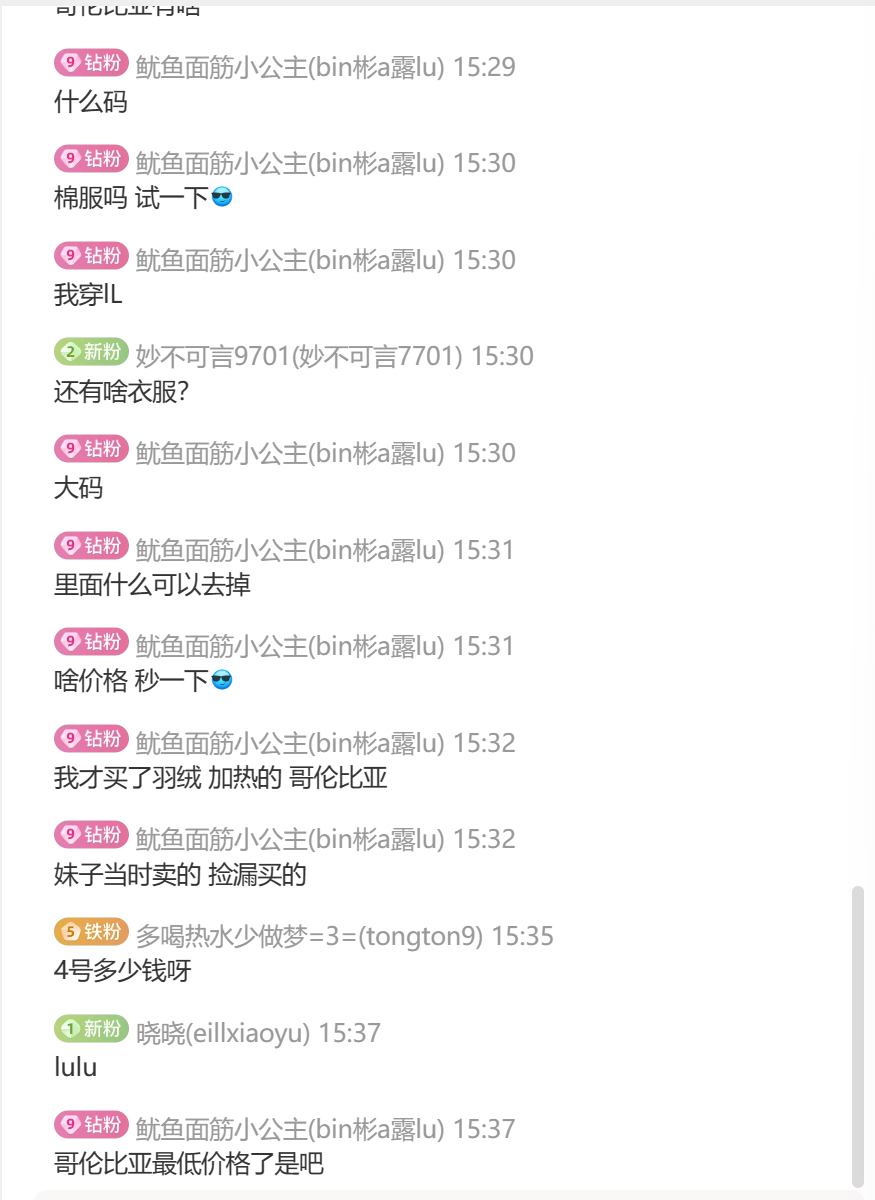 哥伦比亚有啥
9 钻粉 鱿鱼面筋小公主(bin彬a露lu) 15:29
什么码
9 钻粉 鱿鱼面筋小公主(bin彬a露lu) 15:30
棉服吗 试一下😎
9 钻粉 鱿鱼面筋小公主(bin彬a露lu) 15:30
我穿lL
2 新粉 妙不可言9701(妙不可言7701) 15:30
还有啥衣服?
9 钻粉 鱿鱼面筋小公主(bin彬a露lu) 15:30
大码
9 钻粉 鱿鱼面筋小公主(bin彬a露lu) 15:31
里面什么可以去掉
9 钻粉 鱿鱼面筋小公主(bin彬a露lu) 15:31
啥价格 秒一下😎
9 钻粉 鱿鱼面筋小公主(bin彬a露lu) 15:32
我才买了羽绒 加热的 哥伦比亚
9 钻粉 鱿鱼面筋小公主(bin彬a露lu) 15:32
妹子当时卖的 捡漏买的
5 铁粉 多喝热水少做梦=3=(tongton9) 15:35
4号多少钱呀
1 新粉 晓晓(eillxiaoyu) 15:37
lulu
9 钻粉 鱿鱼面筋小公主(bin彬a露lu) 15:37
哥伦比亚最低价格了是吧